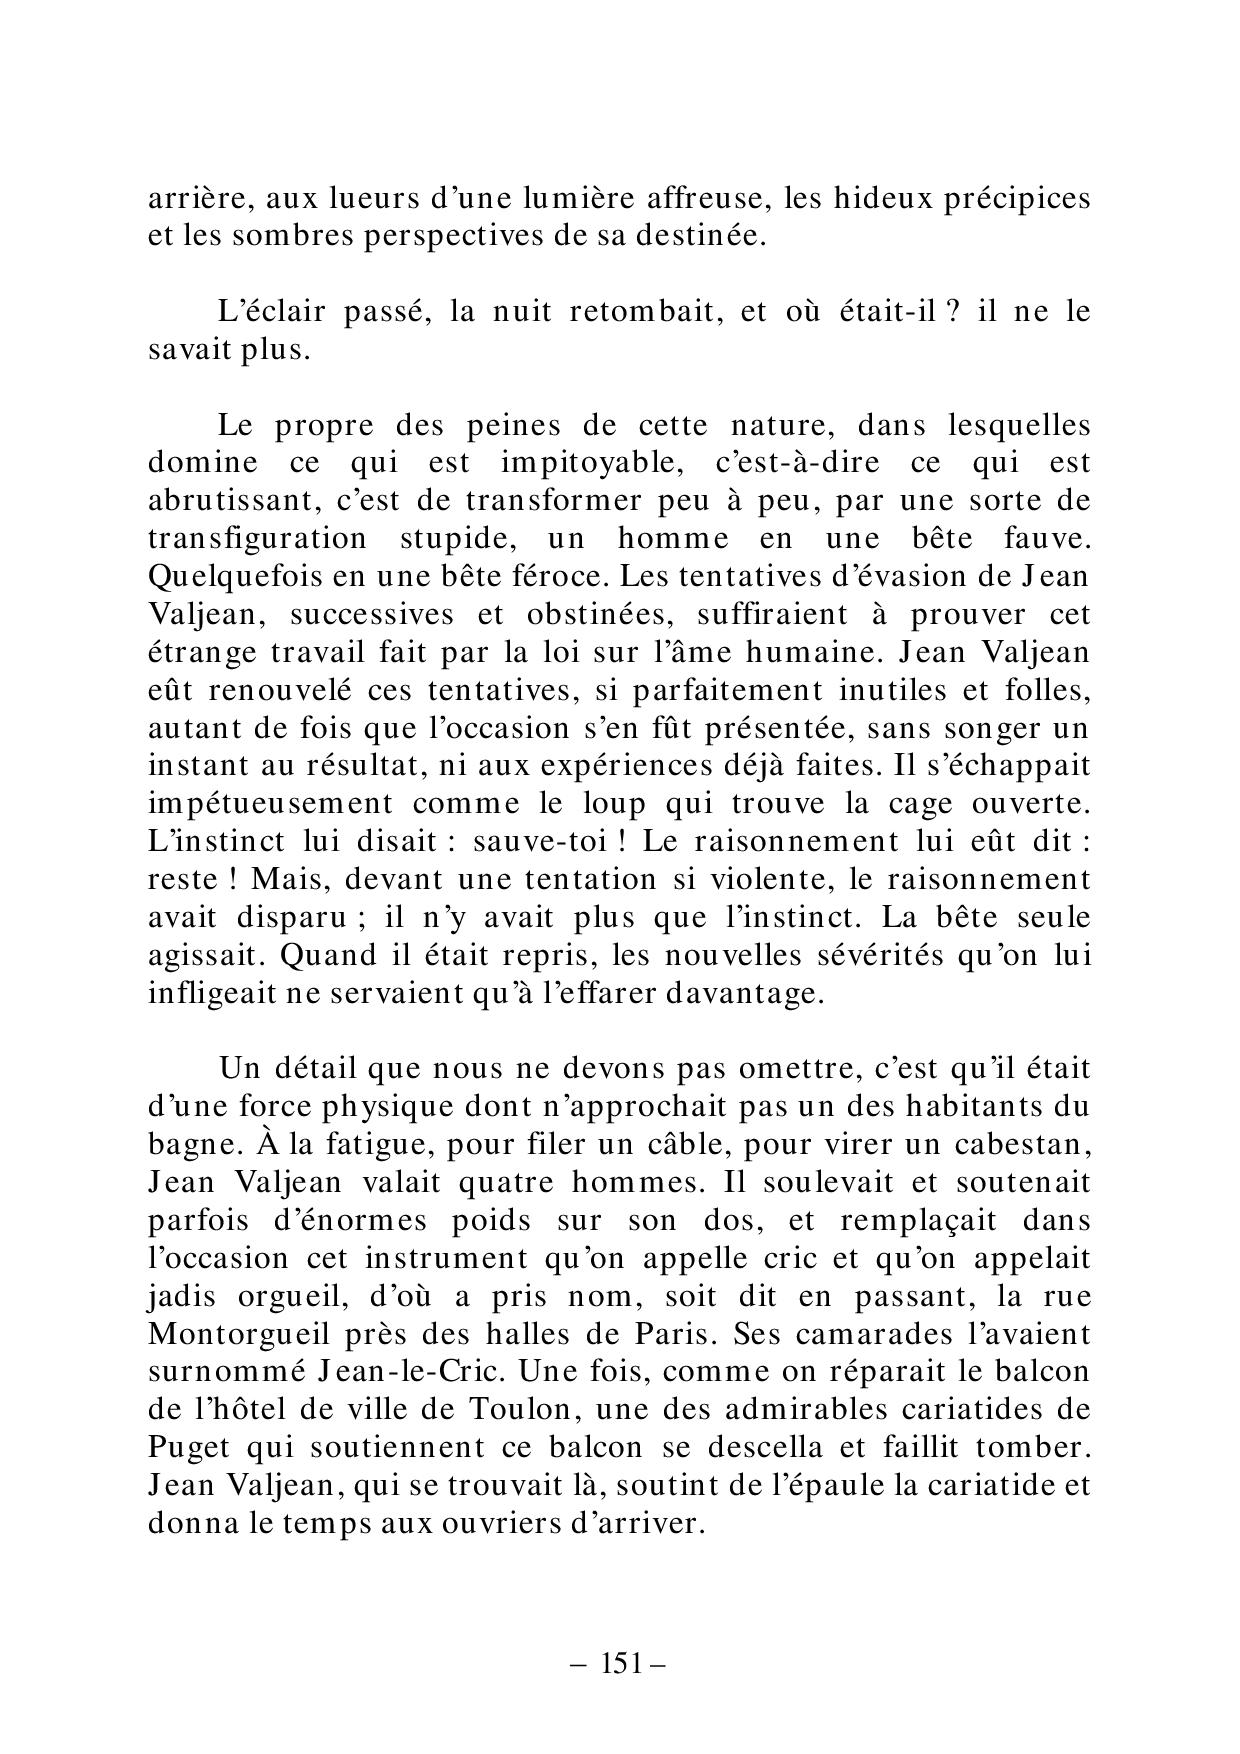 arrière, aux lueurs d’une lumière affreuse, les hideux précipices
et les sombres perspectives de sa destinée.
L’éclair passé, la nuit retombait, et où était-il ? il ne le
savait plus.
Le propre des peines de cette nature, dans lesquelles
domine ce qui est impitoyable, c’est-à-dire ce qui est
abrutissant, c’est de transformer peu à peu, par une sorte de
transfiguration stupide, un homme en une bête fauve.
Quelquefois en une bête féroce. Les tentatives d’évasion de Jean
Valjean, successives et obstinées, suffiraient à prouver cet
étrange travail fait par la loi sur l’âme humaine. Jean Valjean
eût renouvelé ces tentatives, si parfaitement inutiles et folles,
autant de fois que l’occasion s’en fût présentée, sans songer un
instant au résultat, ni aux expériences déjà faites. Il s’échappait
impétueusement comme le loup qui trouve la cage ouverte.
L’instinct lui disait : sauve-toi ! Le raisonnement lui eût dit :
reste ! Mais, devant une tentation si violente, le raisonnement
avait disparu ; il n’y avait plus que l’instinct. La bête seule
agissait. Quand il était repris, les nouvelles sévérités qu’on lui
infligeait ne servaient qu’à l’effarer davantage.
Un détail que nous ne devons pas omettre, c’est qu’il était
d’une force physique dont n’approchait pas un des habitants du
bagne. À la fatigue, pour filer un câble, pour virer un cabestan,
Jean Valjean valait quatre hommes. Il soulevait et soutenait
parfois d’énormes poids sur son dos, et remplaçait dans
l’occasion cet instrument qu’on appelle cric et qu’on appelait
jadis orgueil, d’où a pris nom, soit dit en passant, la rue
Montorgueil près des halles de Paris. Ses camarades l’avaient
surnommé Jean-le-Cric. Une fois, comme on réparait le balcon
de l’hôtel de ville de Toulon, une des admirables cariatides de
Puget qui soutiennent ce balcon se descella et faillit tomber.
Jean Valjean, qui se trouvait là, soutint de l’épaule la cariatide et
donna le temps aux ouvriers d’arriver.
– 151 –